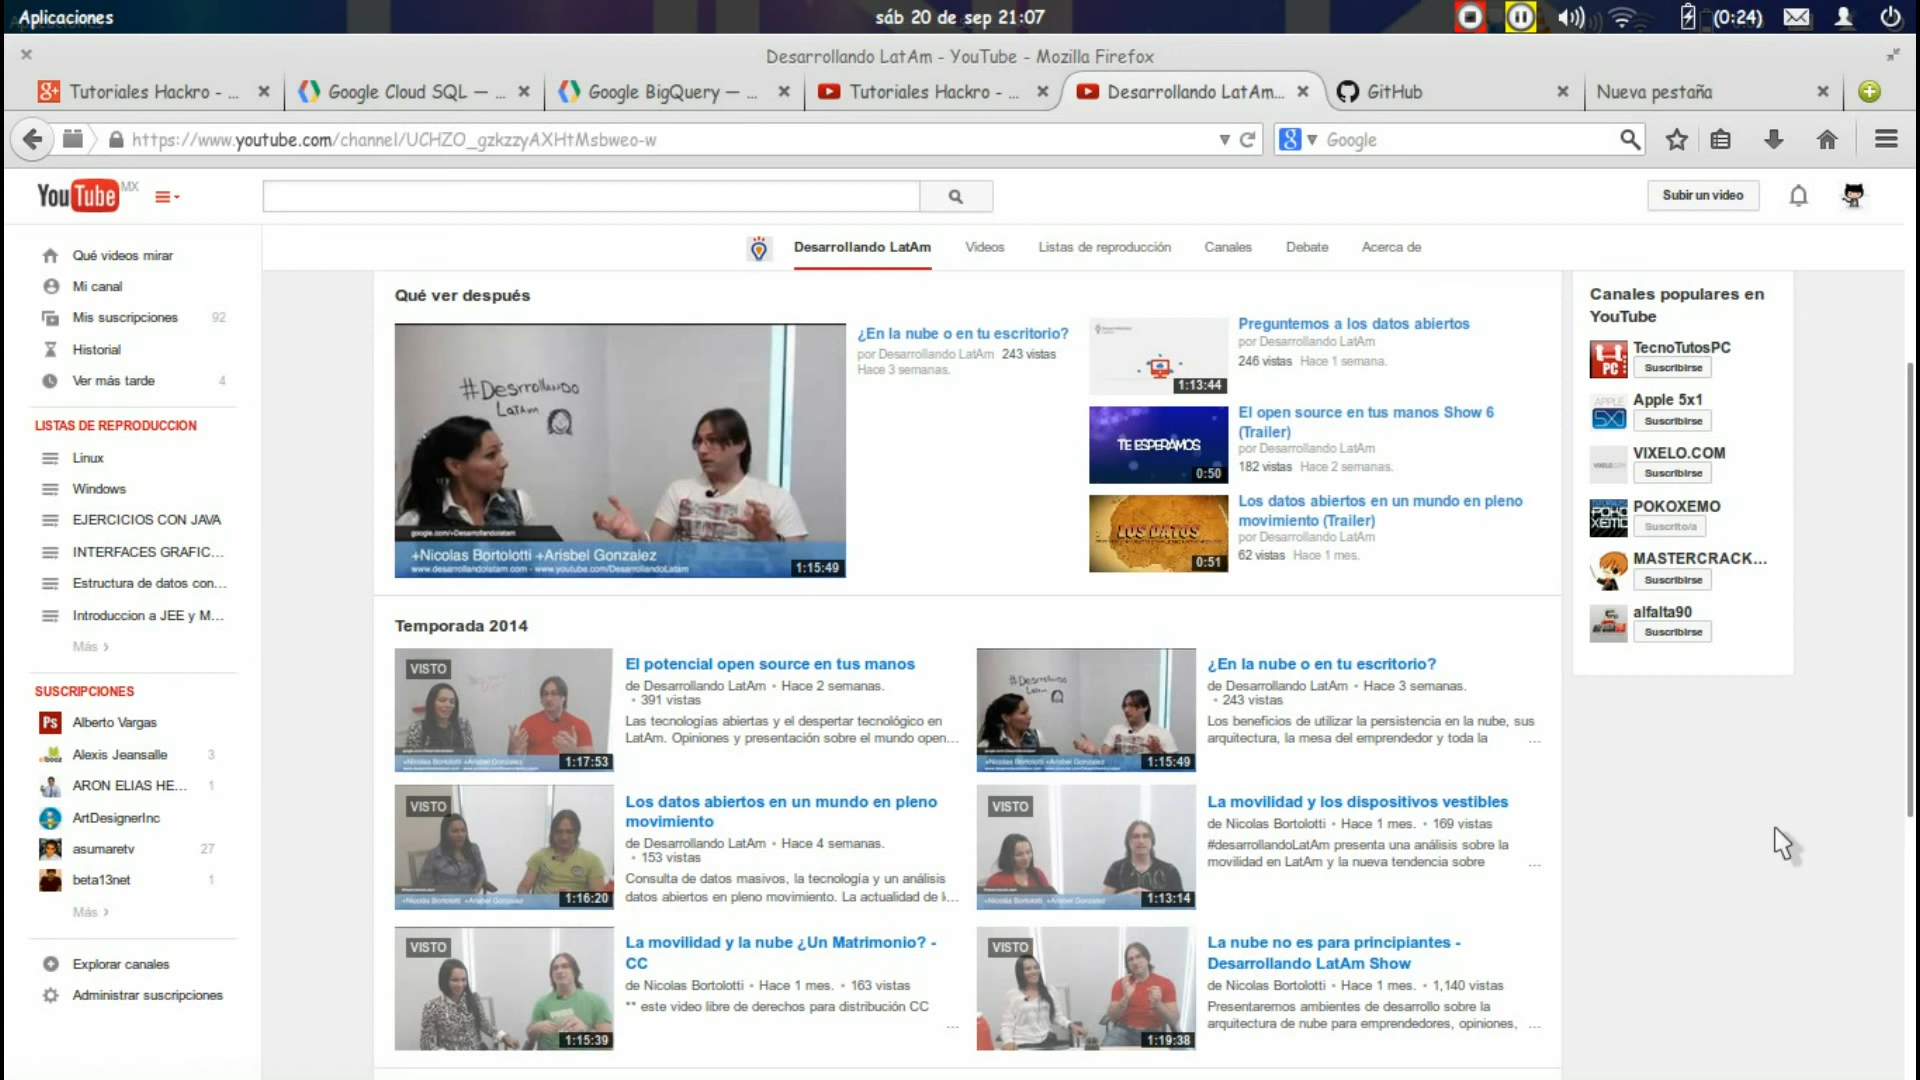 Aplicaciones
sáb 20 de sep 21:07
(0:24)
Desarrollando LatAm - YouTube - Mozilla Firefox
Tutoriales Hackro - ...
Google Cloud SQL — ...
Google BigQuery — ...
Tutoriales Hackro - ...
Desarrollando LatAm...
GitHub
Nueva pestaña
https://www.youtube.com/channel/UCHZO_gzkzzyAXHtMsbweo-w
Google
YouTube MX
Subir un video
Desarrollando LatAm
Videos
Listas de reproducción
Canales
Debate
Acerca de
Qué videos mirar
Mi canal
Mis suscripciones 92
Historial
Ver más tarde 4
LISTAS DE REPRODUCCION
Linux
Windows
EJERCICIOS CON JAVA
INTERFACES GRAFIC...
Estructura de datos con...
Introduccion a JEE y M...
Más ›
SUSCRIPCIONES
Alberto Vargas
Alexis Jeansalle 3
ARON ELIAS HE... 1
ArtDesignerInc
asumaretv 27
beta13net 1
Más ›
Explorar canales
Administrar suscripciones
Qué ver después
#Desrrollando
LatAm
google.com/+Desarrollandolatam
+Nicolas Bortolotti +Arisbel Gonzalez
www.desarrollandolatam.com - www.youtube.com/DesarrollandoLatam
1:15:49
¿En la nube o en tu escritorio?
por Desarrollando LatAm 243 vistas
Hace 3 semanas.
1:13:44
Preguntemos a los datos abiertos
por Desarrollando LatAm
246 vistas Hace 1 semana.
TE ESPERAMOS
0:50
El open source en tus manos Show 6
(Trailer)
por Desarrollando LatAm
182 vistas Hace 2 semanas.
LOS DATOS
0:51
Los datos abiertos en un mundo en pleno
movimiento (Trailer)
por Desarrollando LatAm
62 vistas Hace 1 mes.
Temporada 2014
VISTO
1:17:53
El potencial open source en tus manos
de Desarrollando LatAm • Hace 2 semanas.
• 391 vistas
Las tecnologías abiertas y el despertar tecnológico en
LatAm. Opiniones y presentación sobre el mundo open...
1:15:49
¿En la nube o en tu escritorio?
de Desarrollando LatAm • Hace 3 semanas.
• 243 vistas
Los beneficios de utilizar la persistencia en la nube, sus
arquitectura, la mesa del emprendedor y toda la ...
VISTO
1:16:20
Los datos abiertos en un mundo en pleno
movimiento
de Desarrollando LatAm • Hace 4 semanas.
• 153 vistas
Consulta de datos masivos, la tecnología y un análisis
datos abiertos en pleno movimiento. La actualidad de l...
VISTO
1:13:14
La movilidad y los dispositivos vestibles
de Nicolas Bortolotti • Hace 1 mes. • 169 vistas
#desarrollandoLatAm presenta una análisis sobre la
movilidad en LatAm y la nueva tendencia sobre ...
VISTO
1:15:39
La movilidad y la nube ¿Un Matrimonio? -
CC
de Nicolas Bortolotti • Hace 1 mes. • 163 vistas
** este video libre de derechos para distribución CC
...
VISTO
1:19:38
La nube no es para principiantes -
Desarrollando LatAm Show
de Nicolas Bortolotti • Hace 1 mes. • 1,140 vistas
Presentaremos ambientes de desarrollo sobre la
arquitectura de nube para emprendedores, opiniones, ...
Canales populares en
YouTube
TecnoTutosPC
Suscribirse
Apple 5x1
Suscribirse
VIXELO.COM
Suscribirse
POKOXEMO
Suscrito/a
MASTERCRACK...
Suscribirse
alfalta90
Suscribirse